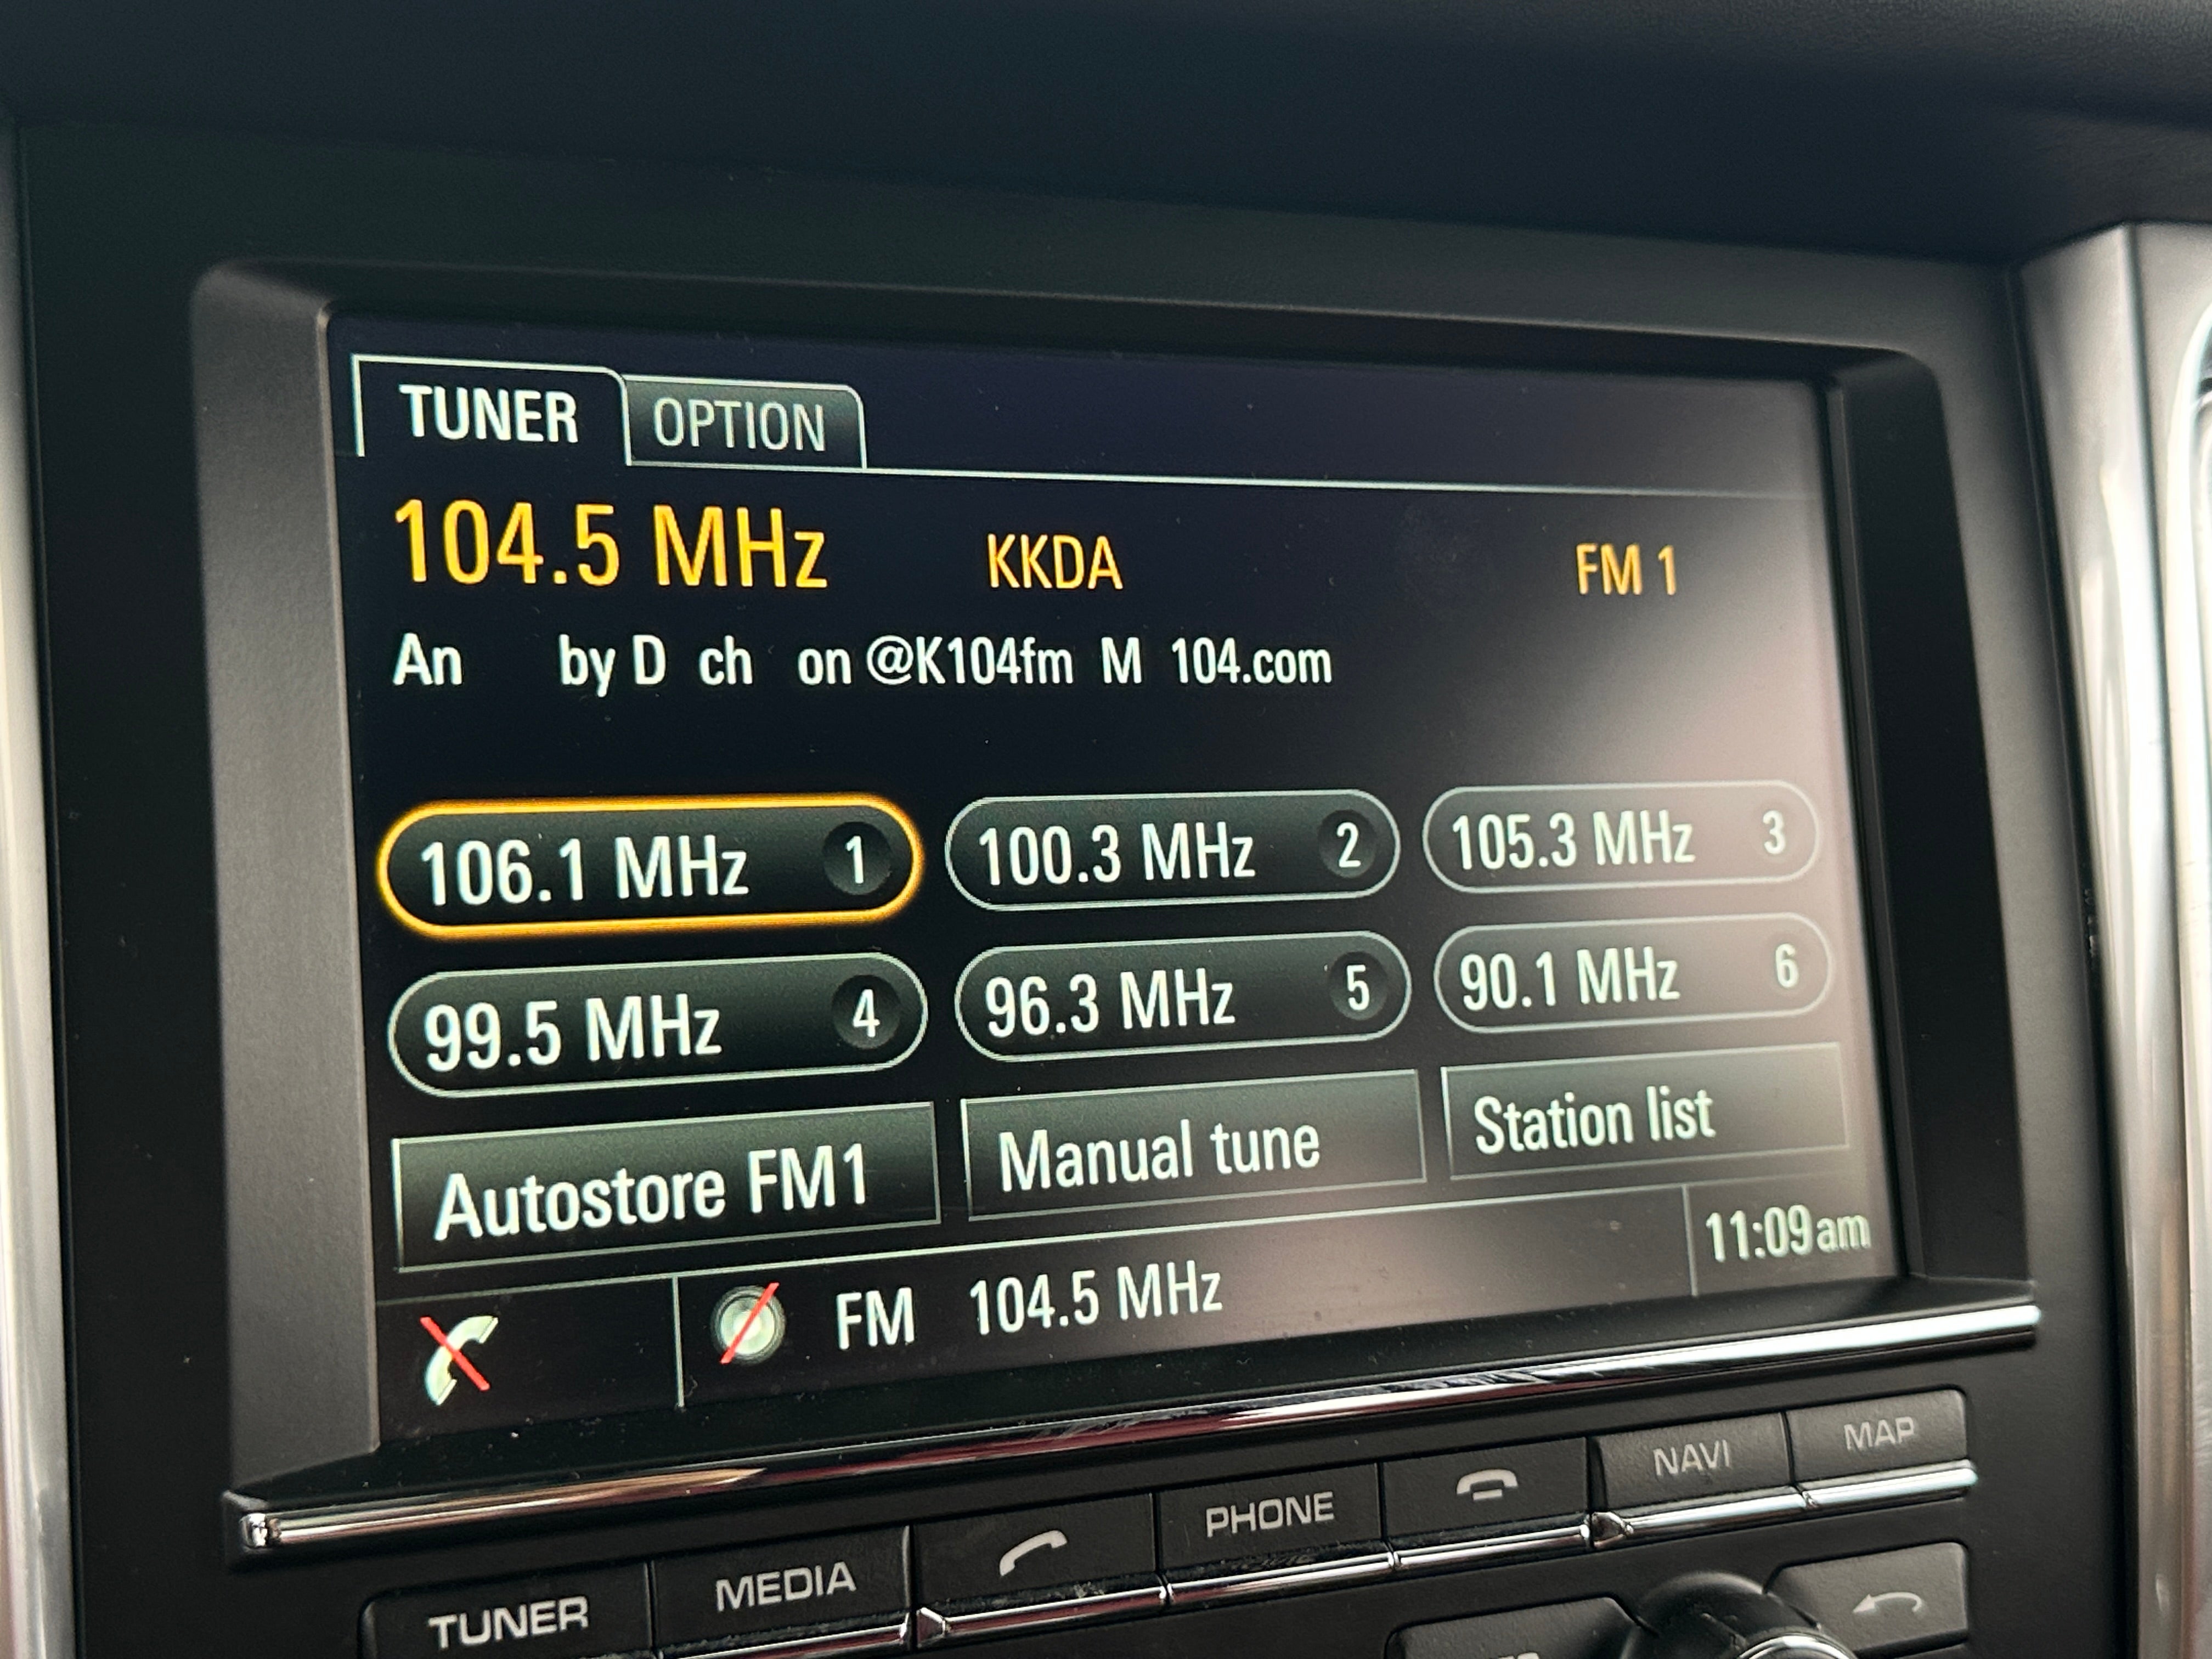 TUNER OPTION
104.5 MHz KKDA FM 1
An by D ch on @K104fm M 104.com
106.1 MHz 1 100.3 MHz 2 105.3 MHz 3
99.5 MHz 4 96.3 MHz 5 90.1 MHz 6
Autostore FM1 Manual tune Station list
FM 104.5 MHz 11:09am
TUNER MEDIA PHONE NAVI MAP